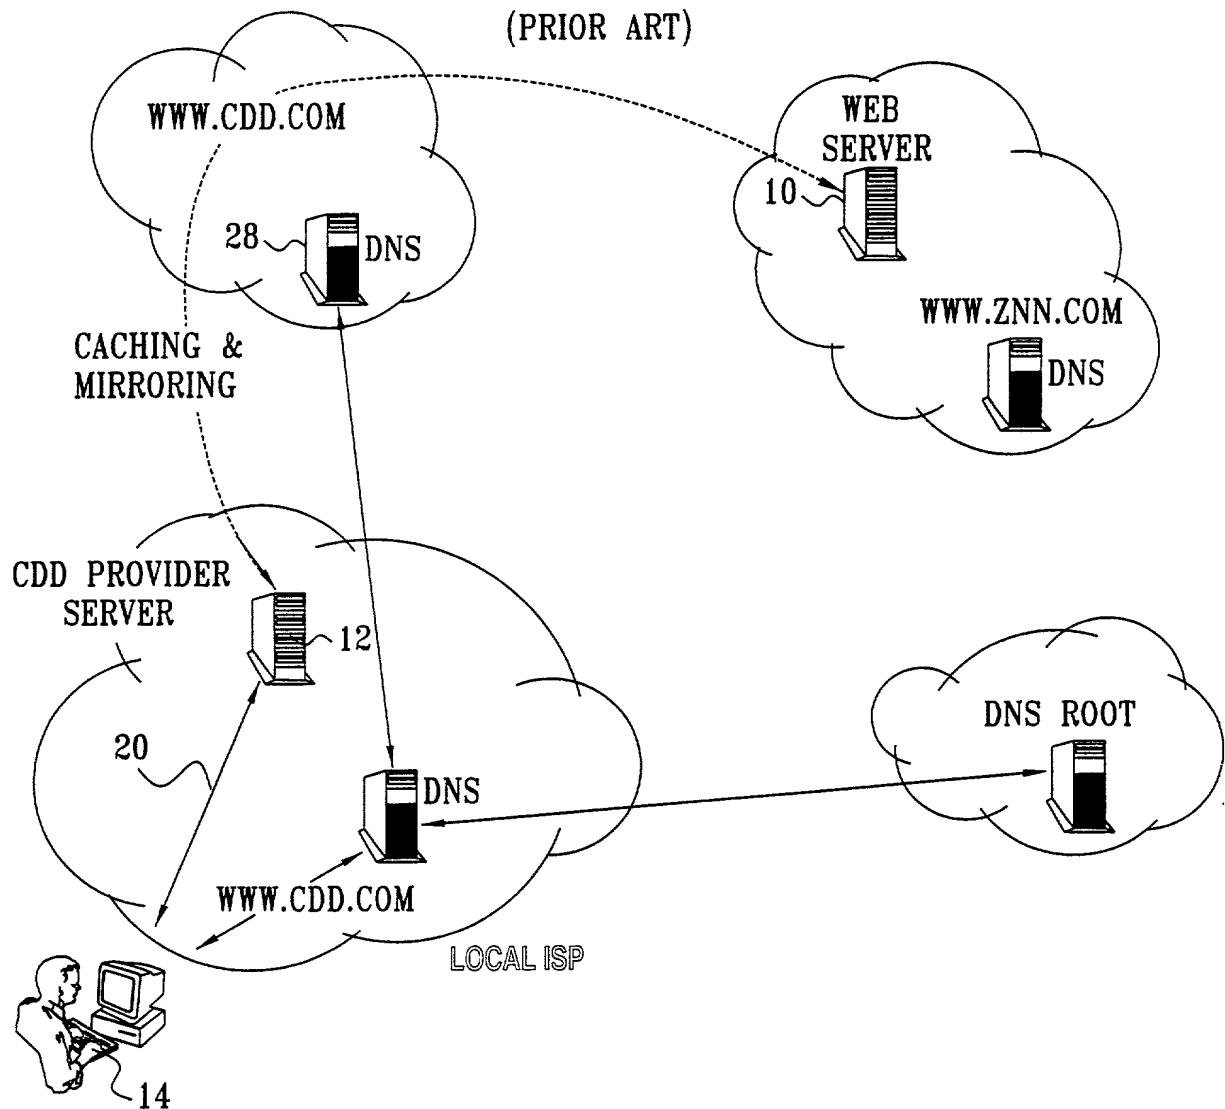 (PRIOR ART)
WWW.CDD.COM
WEB
SERVER
10
28
DNS
WWW.ZNN.COM
DNS
CACHING &
MIRRORING
CDD PROVIDER
SERVER
12
DNS ROOT
20
DNS
WWW.CDD.COM
LOCAL ISP
14